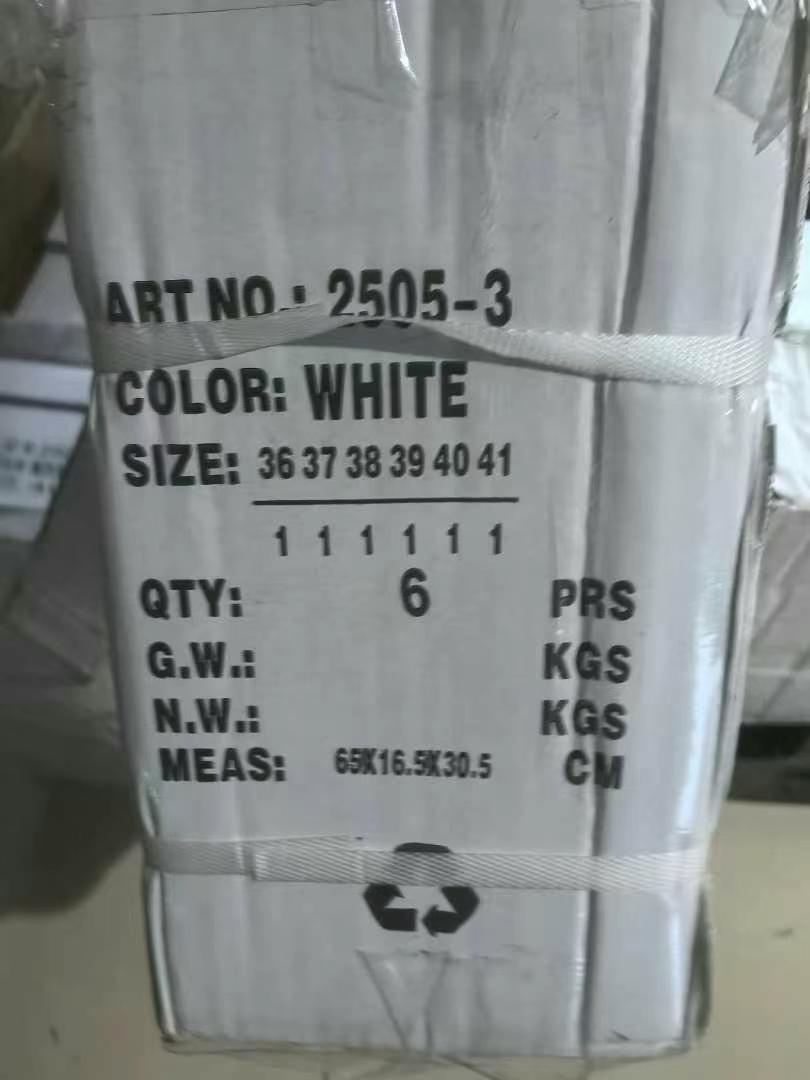 ART NO.: 2505-3
COLOR: WHITE
SIZE: 36 37 38 39 40 41
1 1 1 1 1 1
QTY: 6 PRS
G.W.: KGS
N.W.: KGS
MEAS: 65X16.5X30.5 CM